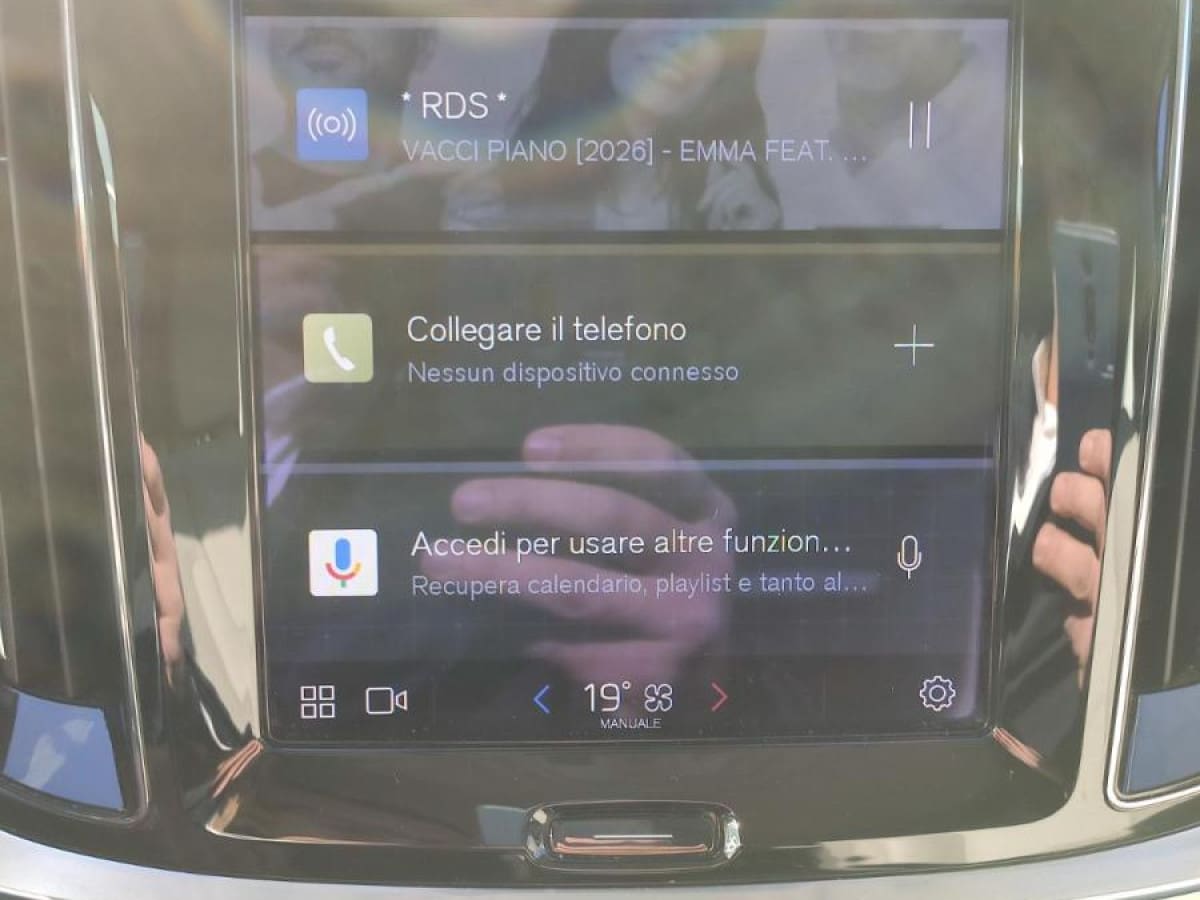 * RDS *
VACCI PIANO [2026] - EMMA FEAT. ...
Collegare il telefono
Nessun dispositivo connesso
Accedi per usare altre funzion...
Recupera calendario, playlist e tanto al...
19°
MANUALE